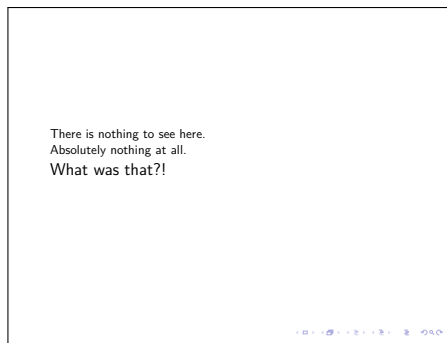 There is nothing to see here.
Absolutely nothing at all.
What was that?!